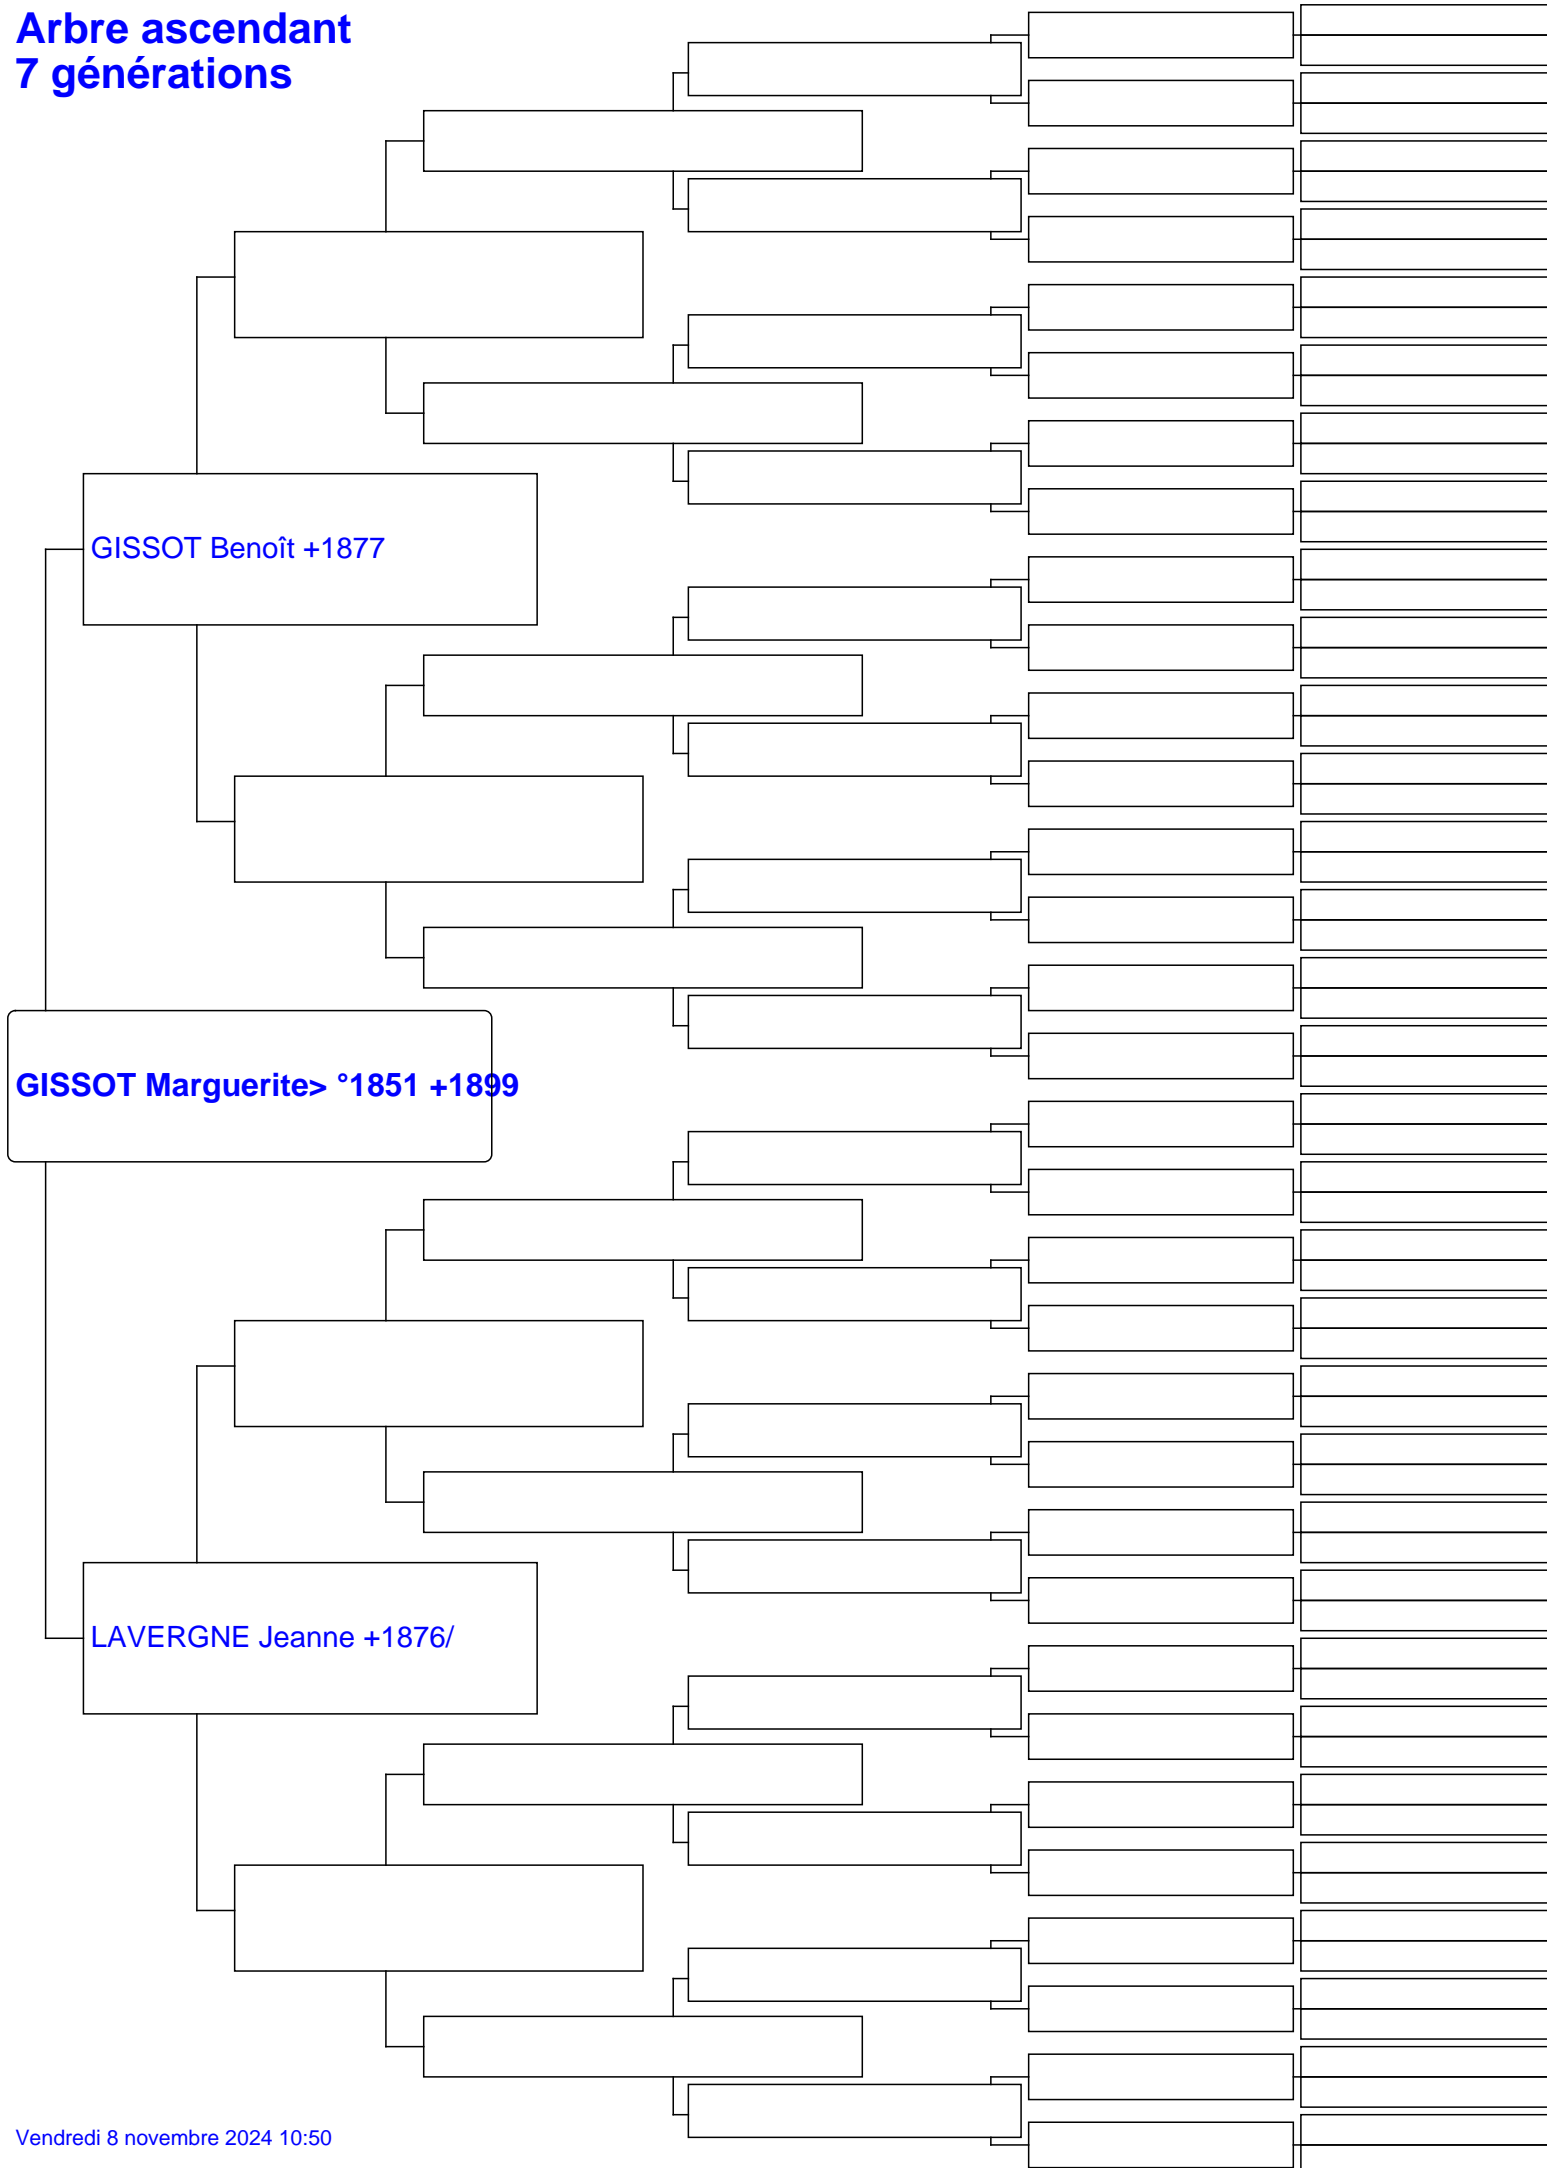 Arbre ascendant
7 générations
GISSOT Benoît +1877
GISSOT Marguerite> °1851 +1899
LAVERGNE Jeanne +1876/
Vendredi 8 novembre 2024 10:50